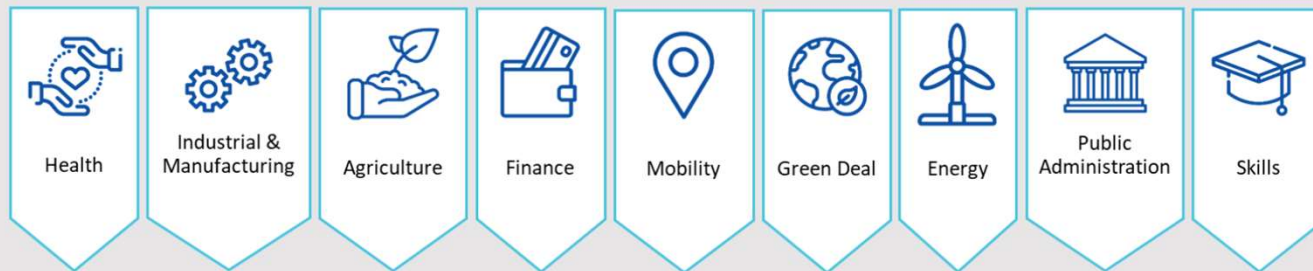 Health
Industrial &
Manufacturing
Agriculture
Finance
Mobility
Green Deal
Energy
Public
Administration
Skills